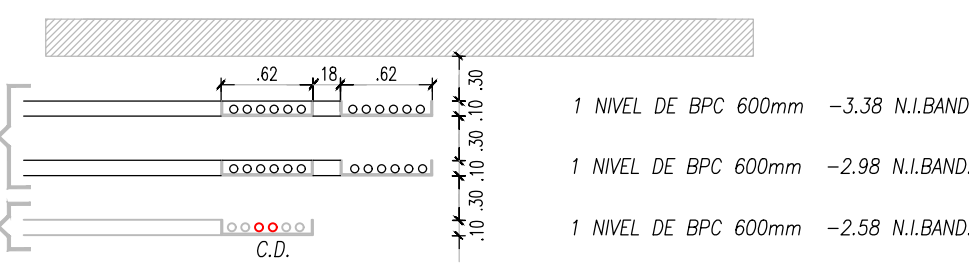 .62 18 .62
.30
.10
1 NIVEL DE BPC 600mm -3.38 N.I.BAND
.30
.10
1 NIVEL DE BPC 600mm -2.98 N.I.BAND.
.30
.10
1 NIVEL DE BPC 600mm -2.58 N.I.BAND.
C.D.